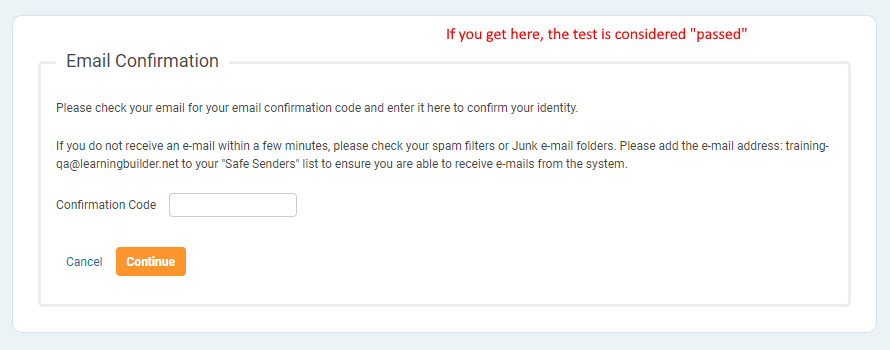 If you get here, the test is considered "passed"
Email Confirmation
Please check your email for your email confirmation code and enter it here to confirm your identity.
If you do not receive an e-mail within a few minutes, please check your spam filters or Junk e-mail folders. Please add the e-mail address: training-
qa@learningbuilder.net to your "Safe Senders" list to ensure you are able to receive e-mails from the system.
Confirmation Code
Cancel Continue